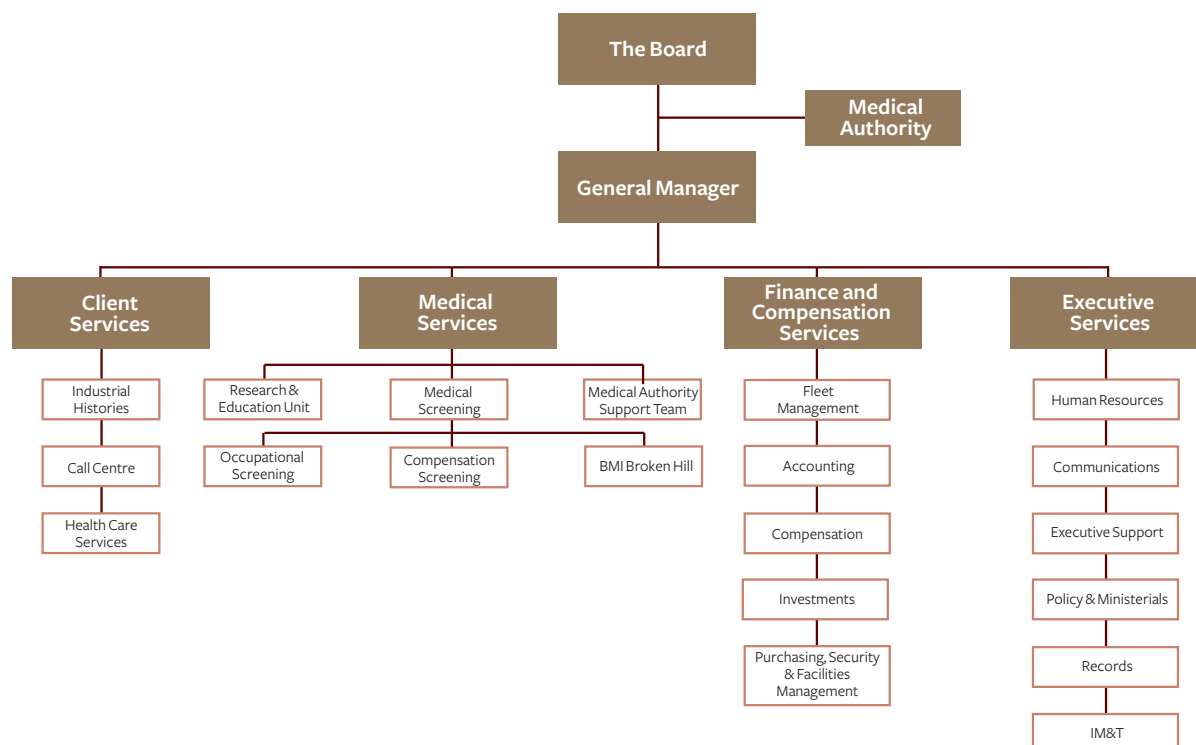 The Board
Medical
Authority
General Manager
Client
Services
Medical
Services
Finance and
Compensation
Services
Executive
Services
Industrial
Histories
Research &
Education Unit
Medical
Screening
Medical Authority
Support Team
Fleet
Management
Human Resources
Call Centre
Occupational
Screening
Compensation
Screening
BMI Broken Hill
Accounting
Communications
Health Care
Services
Compensation
Executive Support
Investments
Policy & Ministerials
Purchasing, Security
& Facilities
Management
Records
IM&T